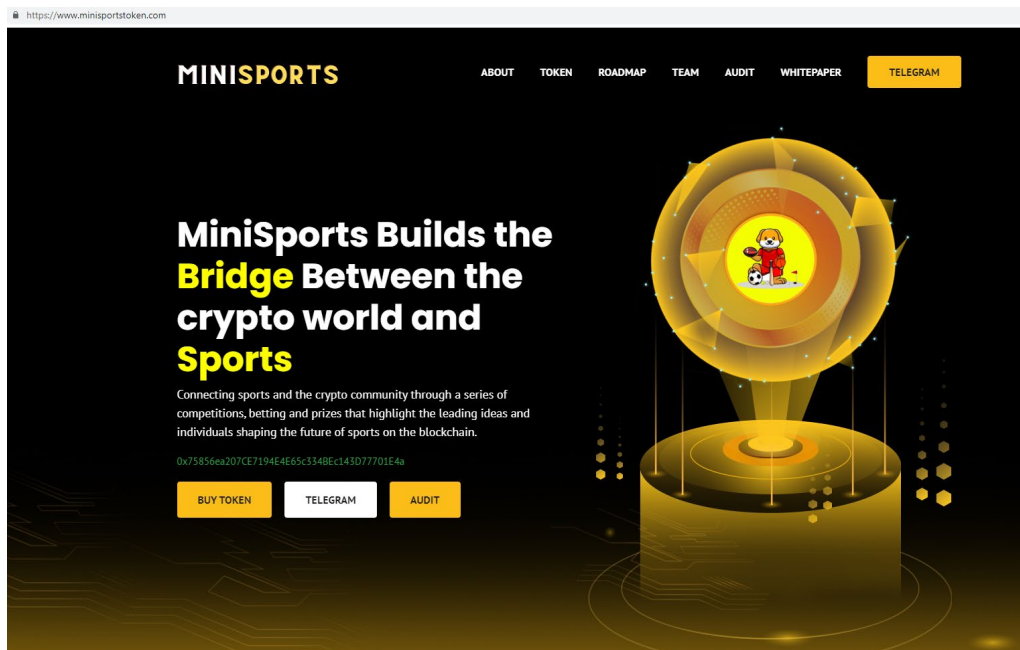 https://www.minisportstoken.com
MINISPORTS
ABOUT TOKEN ROADMAP TEAM AUDIT WHITEPAPER TELEGRAM
MiniSports Builds the
Bridge Between the
crypto world and
Sports
Connecting sports and the crypto community through a series of
competitions, betting and prizes that highlight the leading ideas and
individuals shaping the future of sports on the blockchain.
0x75856ea207CE7194E4E65c334BEc143D77701E4a
BUY TOKEN TELEGRAM AUDIT